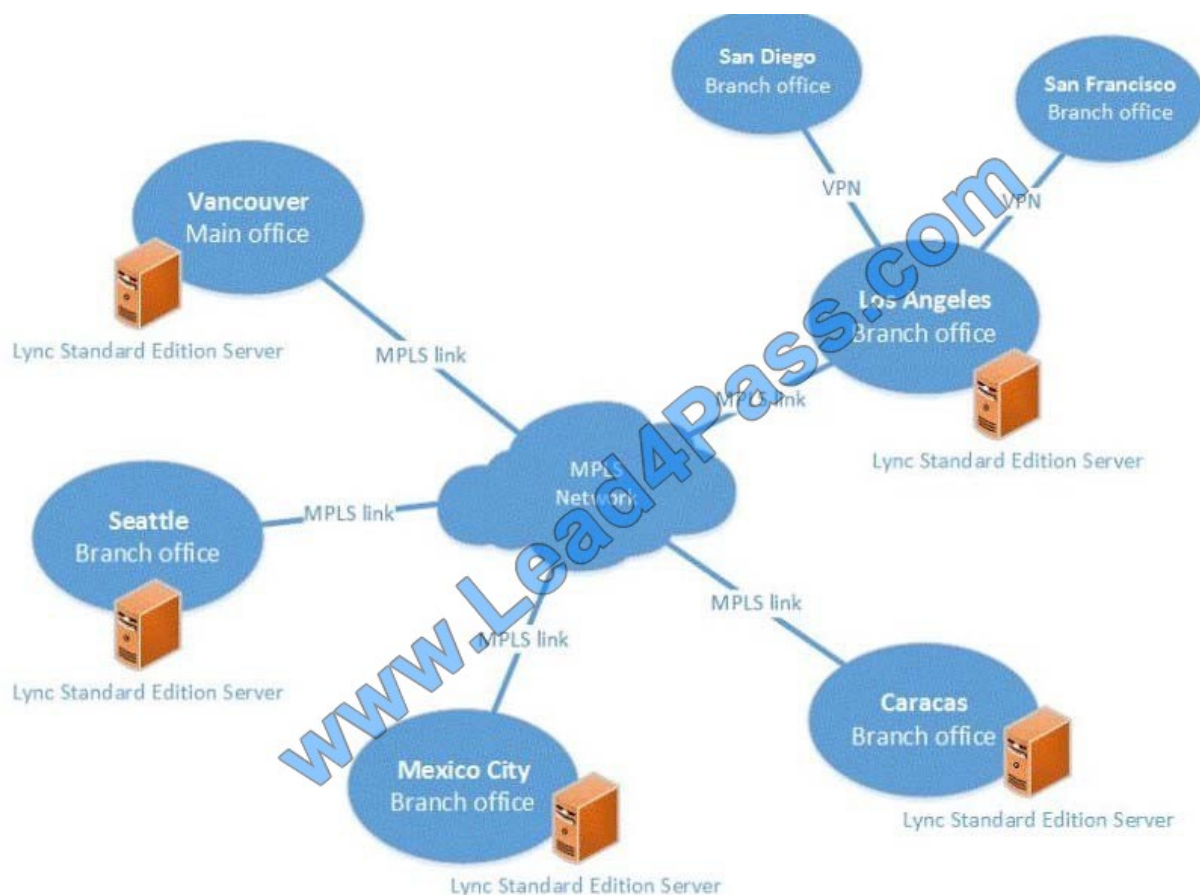 San Diego
Branch office
San Francisco
Branch office
VPN
VPN
Vancouver
Main office
Lync Standard Edition Server
MPLS link
Los Angeles
Branch office
MPLS link
Lync Standard Edition Server
MPLS
Network
Seattle
Branch office
MPLS link
Lync Standard Edition Server
MPLS link
MPLS link
Mexico City
Branch office
Lync Standard Edition Server
Caracas
Branch office
Lync Standard Edition Server
www.Lead4Pass.com